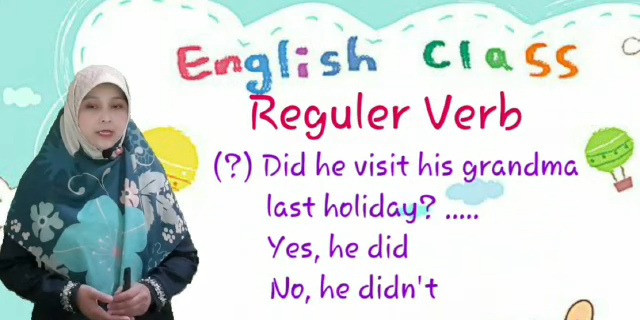 English Class
Reguler Verb
(?) Did he visit his grandma
last holiday? .....
Yes, he did
No, he didn't